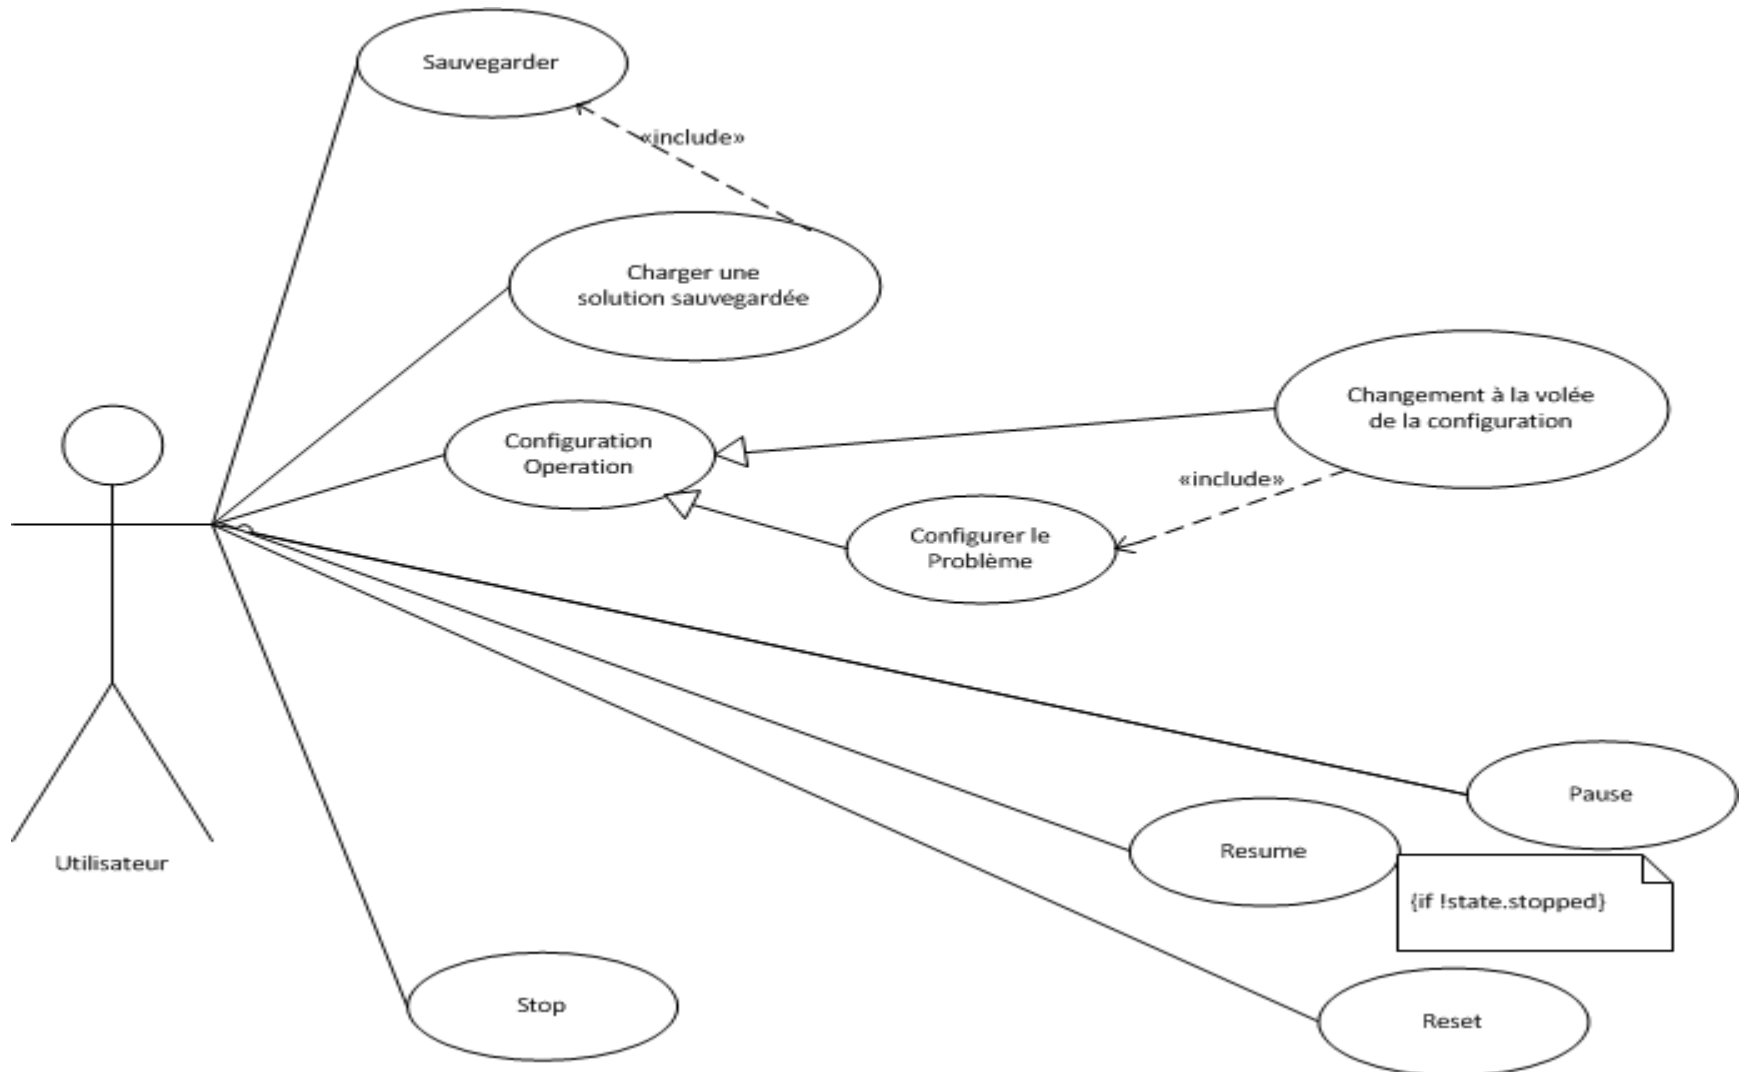 Sauvegarder
«include»
Charger une
solution sauvegardée
Changement à la volée
de la configuration
Configuration
Operation
«include»
Configurer le
Problème
Pause
Resume
Utilisateur
{if !state.stopped}
Stop
Reset